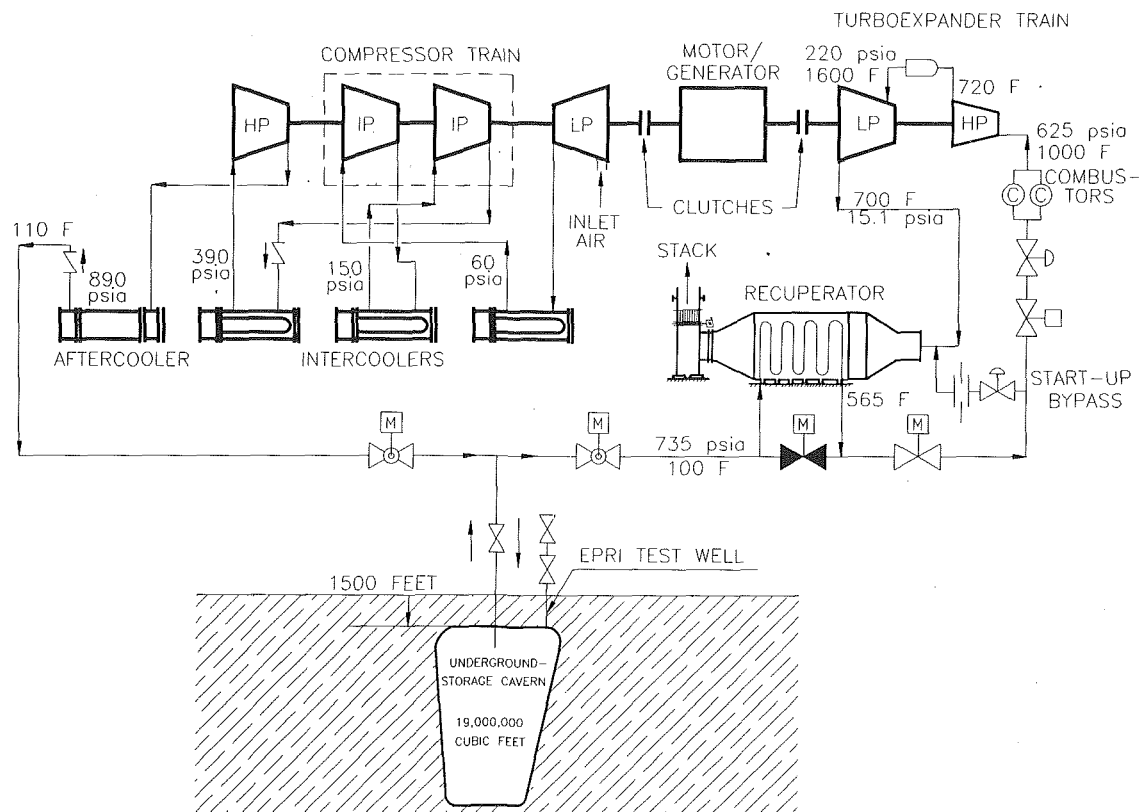 TURBOEXPANDER TRAIN
COMPRESSOR TRAIN
MOTOR/
GENERATOR
220 psia
1600 F
720 F
HP
IP
IP
LP
LP
HP
625 psia
1000 F
COMBUS-
TORS
C
C
INLET
AIR
CLUTCHES
700 F
15.1 psia
110 F
890
psia
390
psia
150
psia
60
psia
STACK
RECUPERATOR
AFTERCOOLER
INTERCOOLERS
565 F
START-UP
BYPASS
M
M
M
M
735 psia
100 F
EPRI TEST WELL
1500 FEET
UNDERGROUND-
STORAGE CAVERN
19,000,000
CUBIC FEET